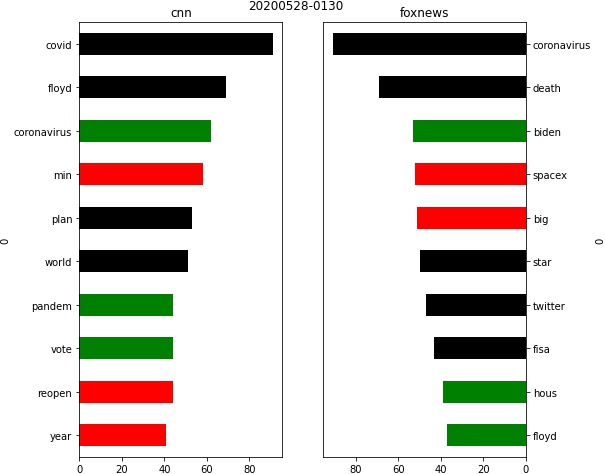 20200528-0130
cnn
foxnews
covid
floyd
coronavirus
min
plan
world
pandem
vote
reopen
year
0
0 20 40 60 80
coronavirus
death
biden
spacex
big
star
twitter
fisa
hous
floyd
0
80 60 40 20 0